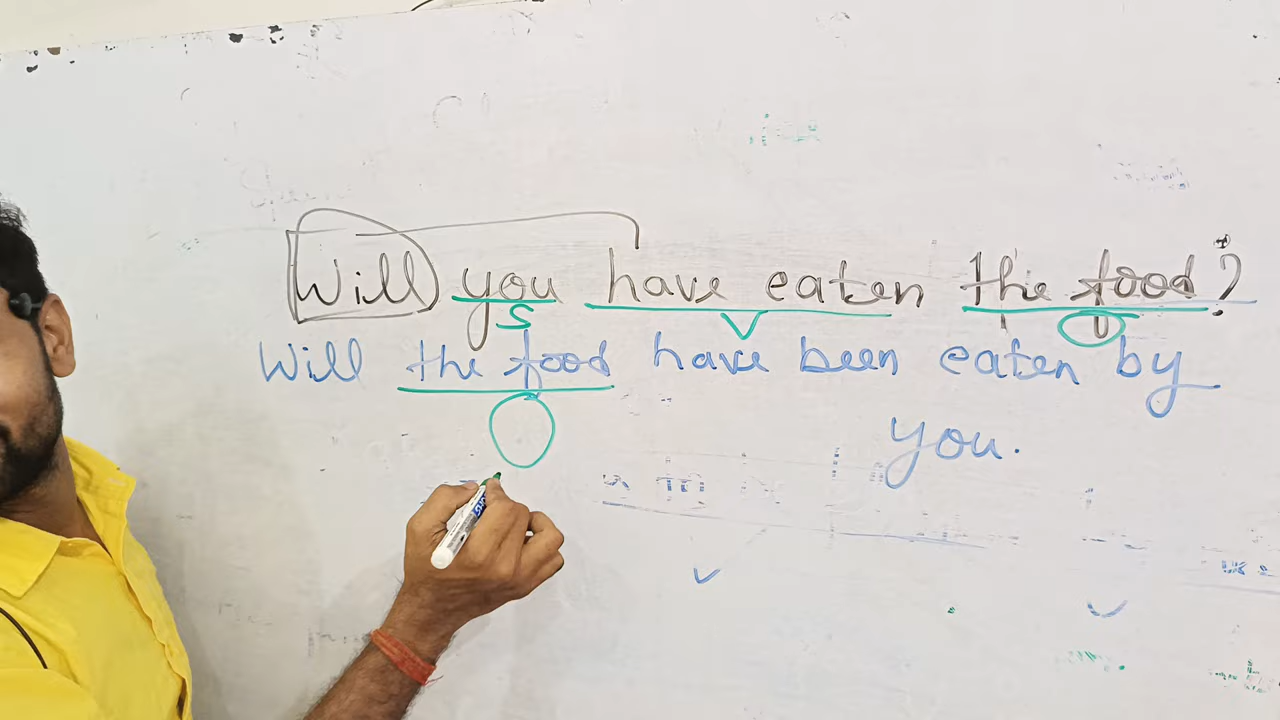 Will you have eaten the food?
S V O
Will the food have been eaten by
you.